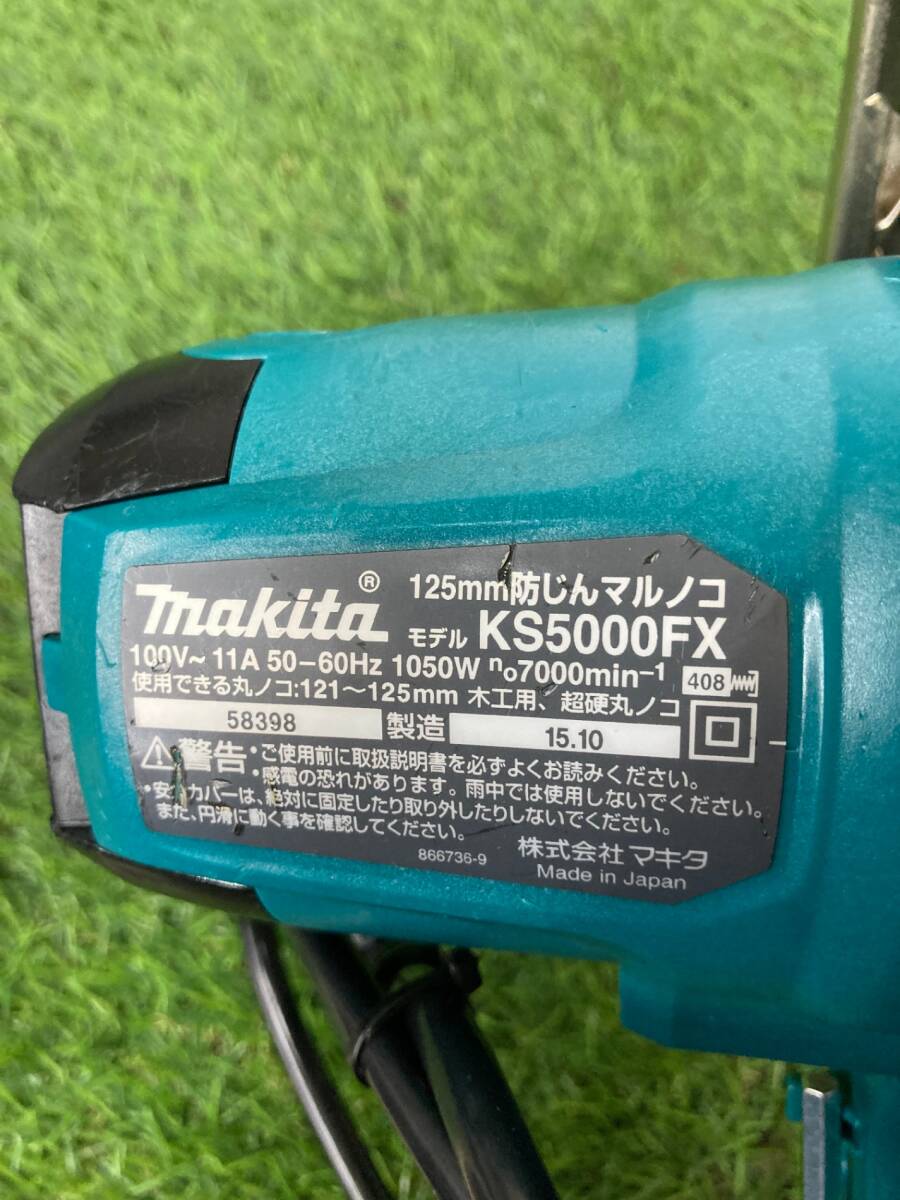 makita® 125mm防じんマルノコ
モデル KS5000FX
100V~ 11A 50-60Hz 1050W no7000min-1
408
使用できる丸ノコ:121~125mm 木工用、超硬丸ノコ
58398 製造 15.10
警告・ご使用前に取扱説明書を必ずよくお読みください。
・感電の恐れがあります。雨中では使用しないでください。
・安全カバーは、絶対に固定したり取り外したりしないでください。
また、円滑に動く事を確認してください。
866736-9 株式会社マキタ
Made in Japan